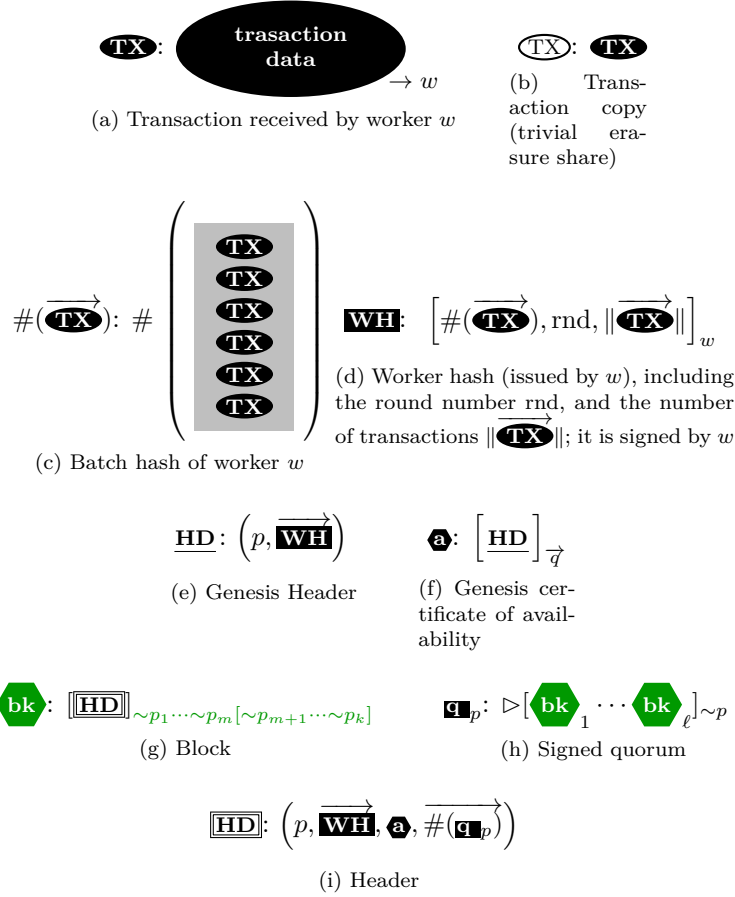 TX: trasaction
data
→ w
(a) Transaction received by worker w
TX: TX
(b) Trans-
action copy
(trivial era-
sure share)
#(TX): # ( TX
TX
TX
TX
TX
TX )
(c) Batch hash of worker w
WH: [#(TX), rnd, ‖TX‖]w
(d) Worker hash (issued by w), including
the round number rnd, and the number
of transactions ‖TX‖; it is signed by w
HD: (p, WH)
(e) Genesis Header
a: [HD]q
(f) Genesis cer-
tificate of avail-
ability
bk: [HD]∼p1···∼pm[∼pm+1···∼pk]
(g) Block
qp: ▷[bk1 ··· bkℓ]∼p
(h) Signed quorum
HD: (p, WH, a, #(qp))
(i) Header